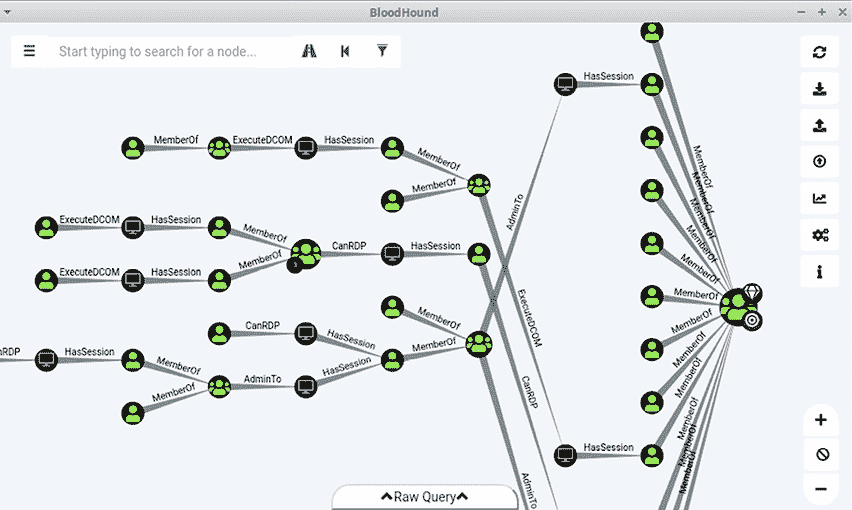 BloodHound
Start typing to search for a node...
HasSession
MemberOf
ExecuteDCOM
HasSession
MemberOf
MemberOf
MemberOf
MemberOf
AdminTo
ExecuteDCOM
HasSession
MemberOf
MemberOf
CanRDP
HasSession
MemberOf
ExecuteDCOM
HasSession
MemberOf
MemberOf
ExecuteDCOM
MemberOf
MemberOf
CanRDP
HasSession
MemberOf
MemberOf
HasSession
MemberOf
HasSession
MemberOf
AdminTo
MemberOf
CanRDP
MemberOf
MemberOf
HasSession
MemberOf
AdminTo
Raw Query